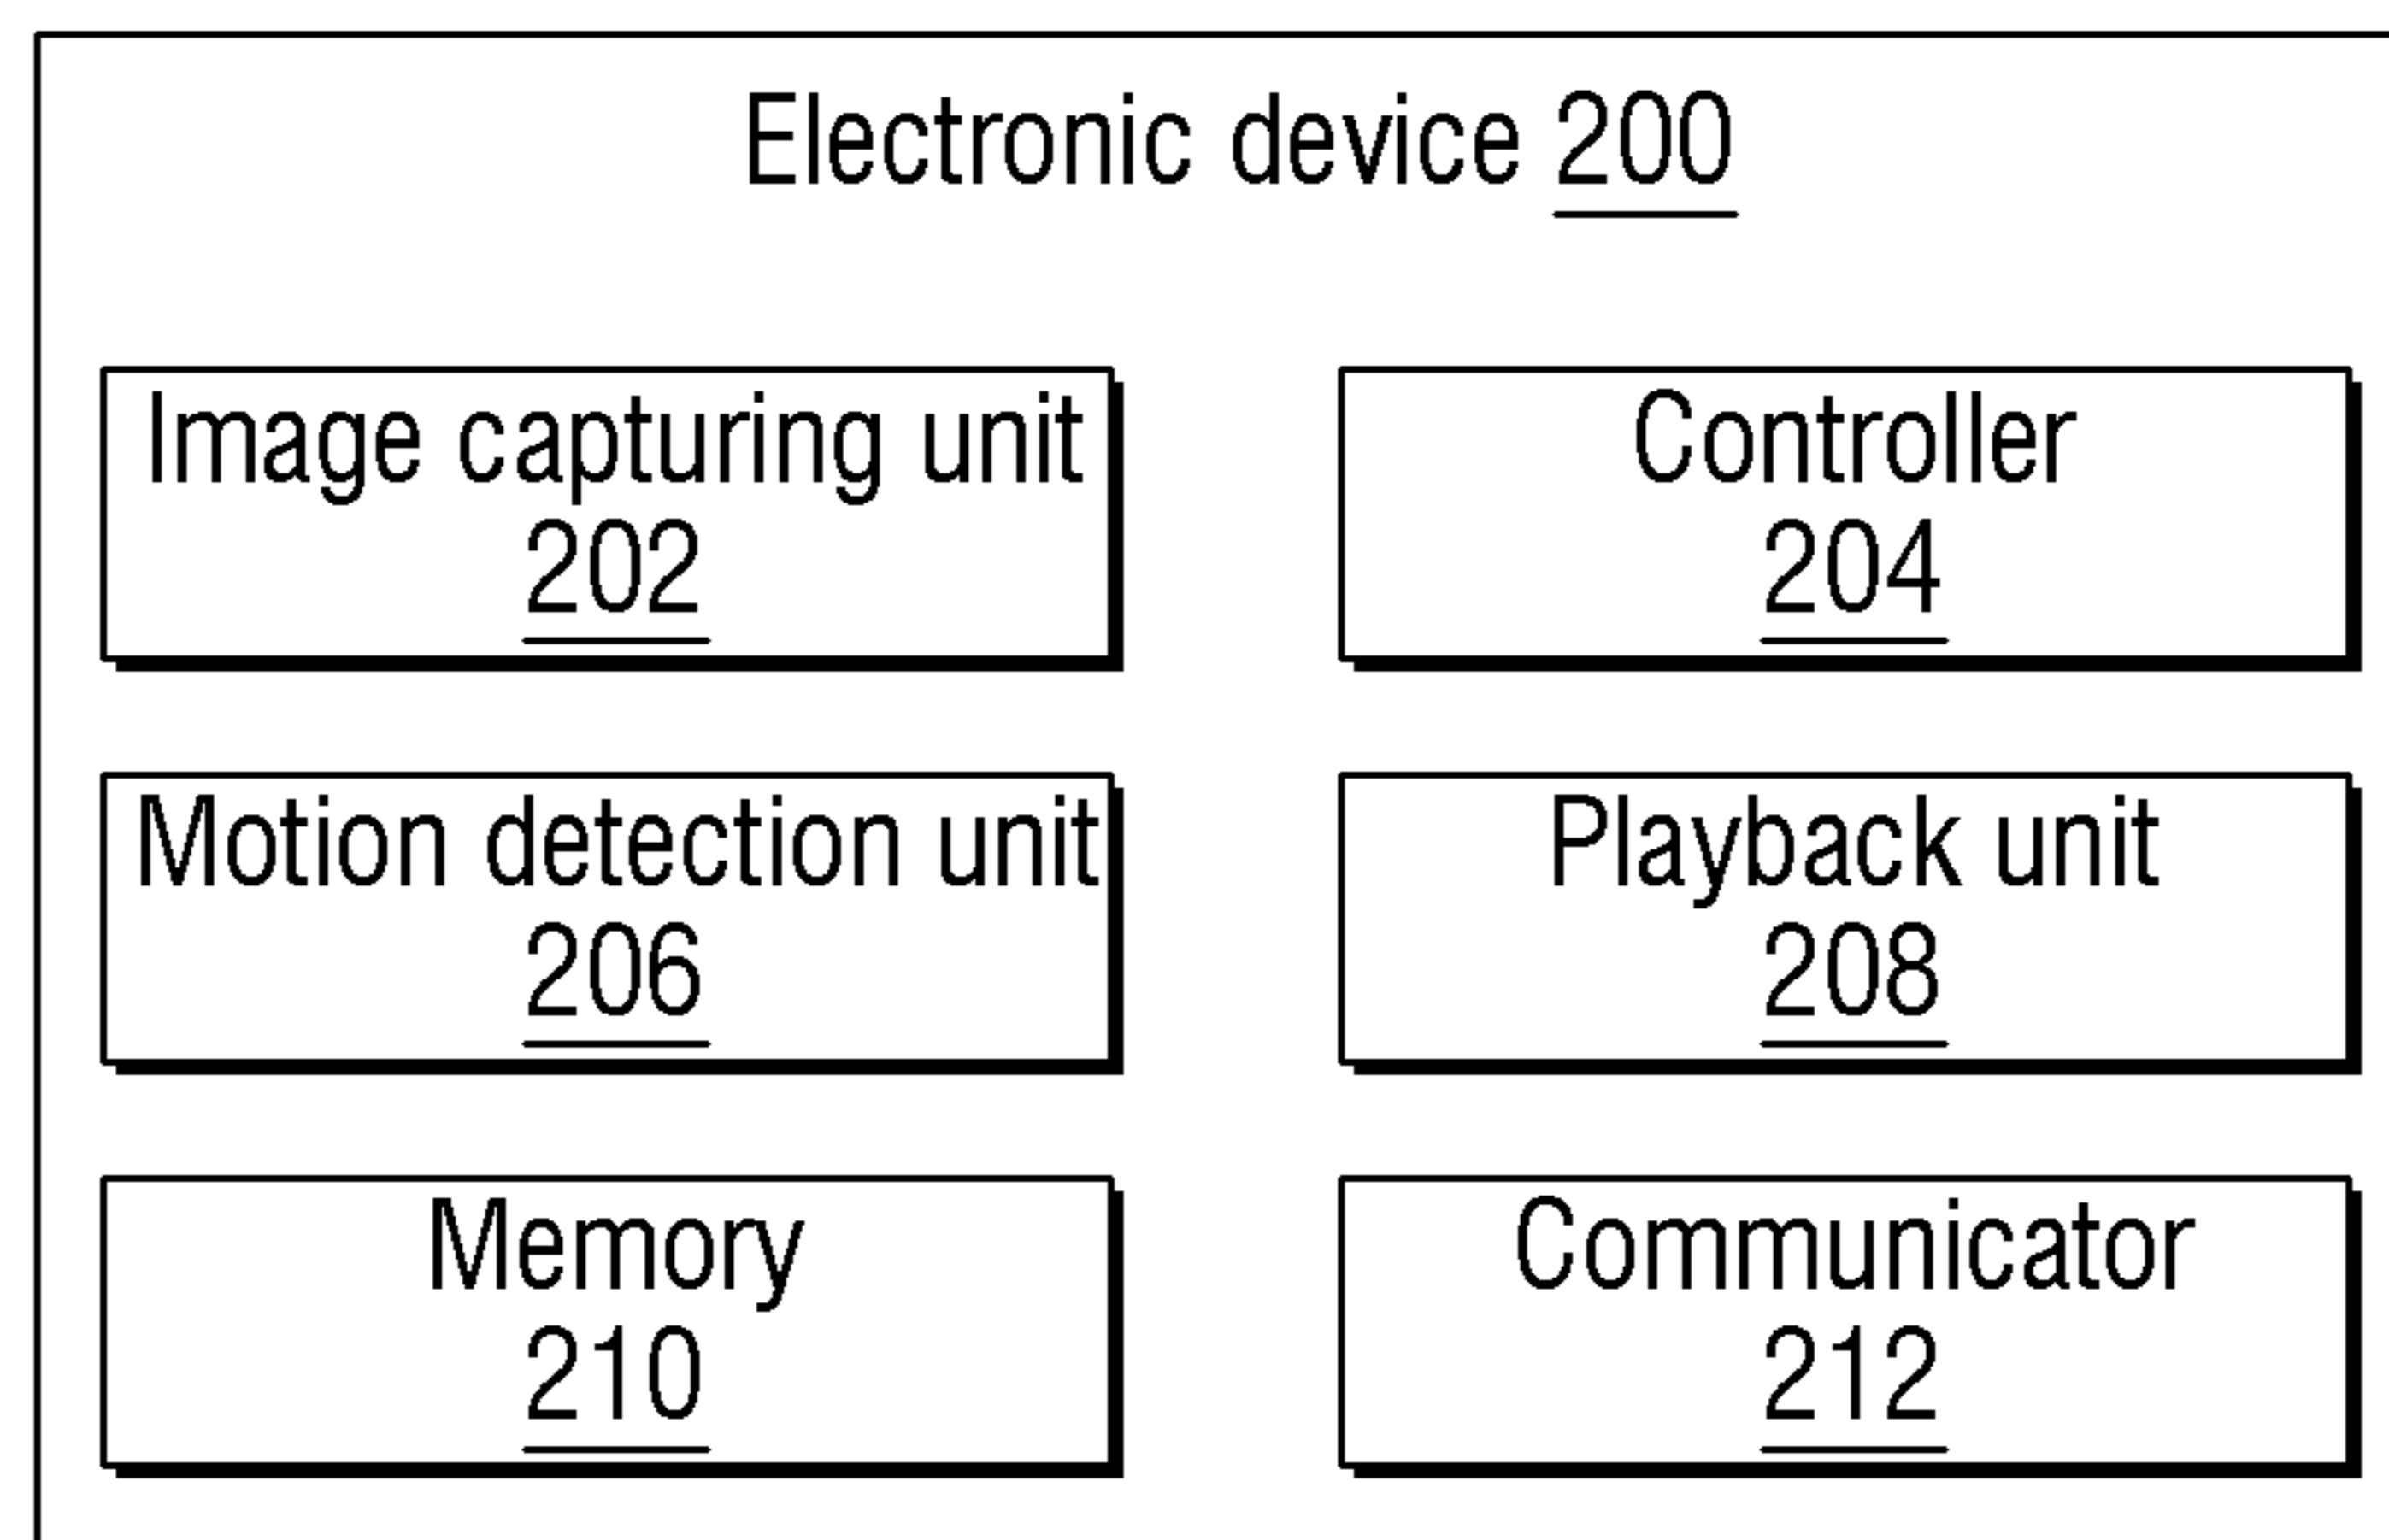 Electronic device 200
Image capturing unit
202
Controller
204
Motion detection unit
206
Playback unit
208
Memory
210
Communicator
212